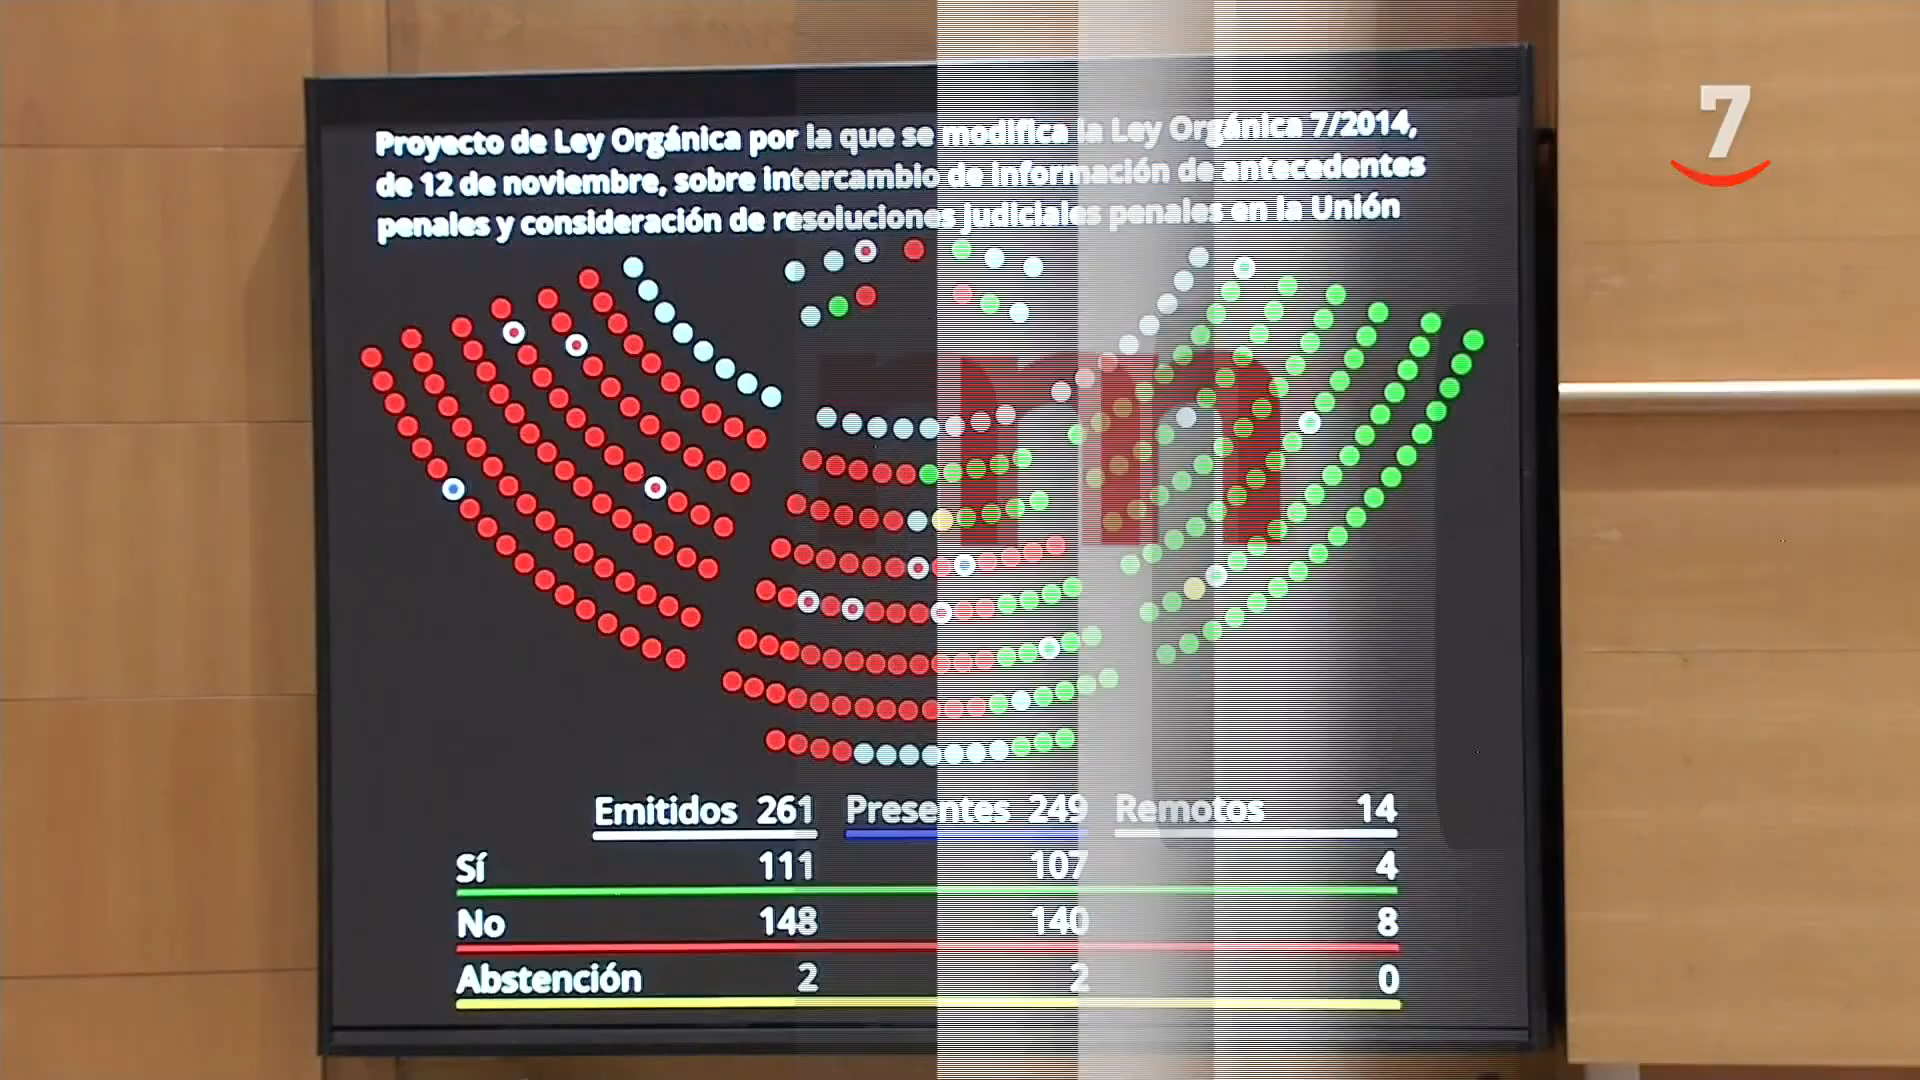 7
Proyecto de Ley Orgánica por la que se modifica la Ley Orgánica 7/2014,
de 12 de noviembre, sobre intercambio de información de antecedentes
penales y consideración de resoluciones judiciales penales en la Unión
Emitidos 261 Presentes 249 Remotos 14
Sí 111 107 4
No 148 140 8
Abstención 2 2 0